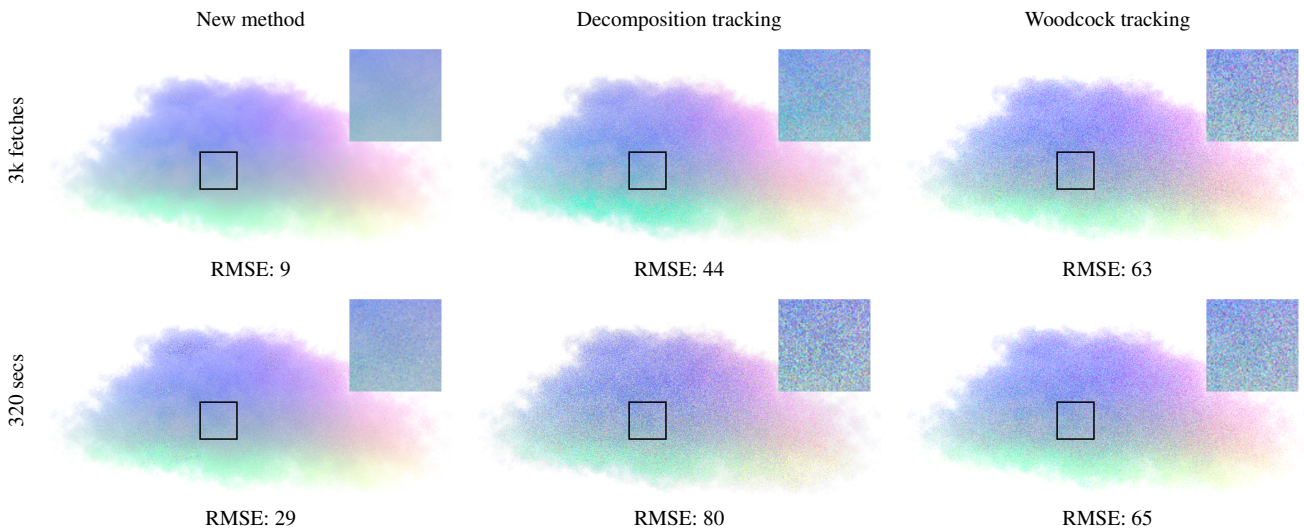 New method Decomposition tracking Woodcock tracking
3k fetches
RMSE: 9 RMSE: 44 RMSE: 63
320 secs
RMSE: 29 RMSE: 80 RMSE: 65